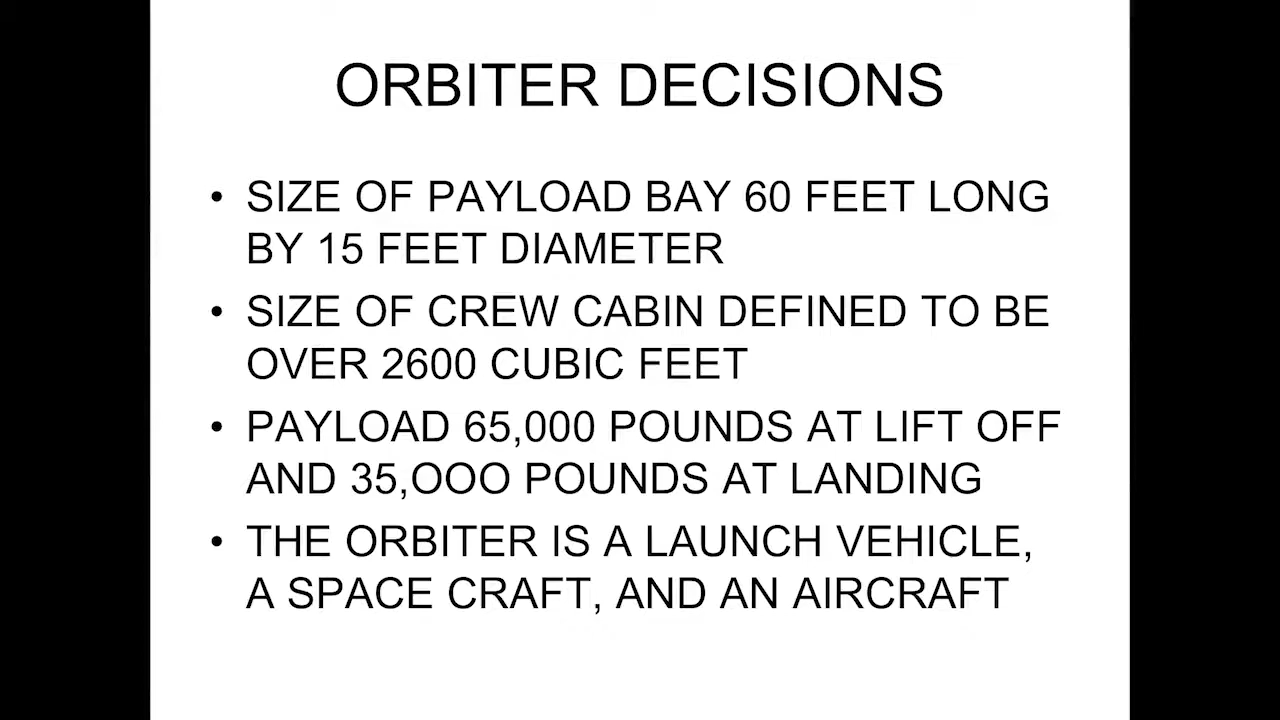 ORBITER DECISIONS
• SIZE OF PAYLOAD BAY 60 FEET LONG
BY 15 FEET DIAMETER
• SIZE OF CREW CABIN DEFINED TO BE
OVER 2600 CUBIC FEET
• PAYLOAD 65,000 POUNDS AT LIFT OFF
AND 35,OOO POUNDS AT LANDING
• THE ORBITER IS A LAUNCH VEHICLE,
A SPACE CRAFT, AND AN AIRCRAFT